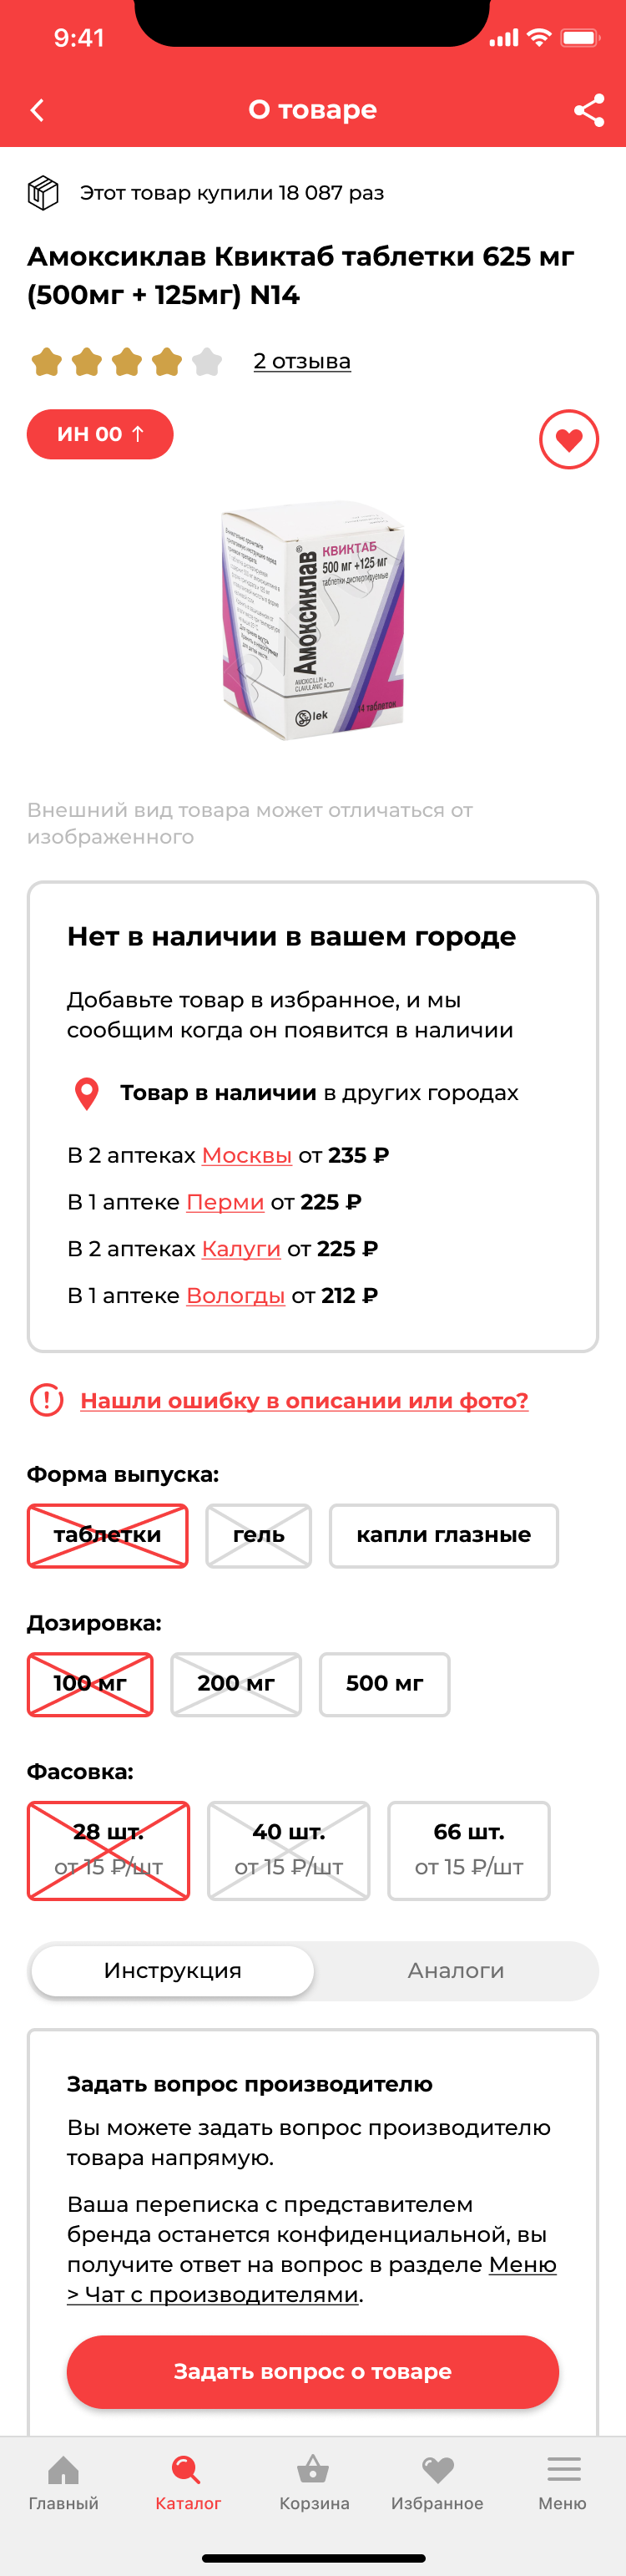 9:41
О товаре
Этот товар купили 18 087 раз
Амоксиклав Квиктаб таблетки 625 мг
(500мг + 125мг) N14
2 отзыва
ИН 00 ↑
КВИКТАБ
500 мг +125 мг
таблетки диспергируемые
Амоксиклав®
AMOXICILLIN +
CLAVULANIC ACID
lek
14 таблеток
Внешний вид товара может отличаться от
изображенного
Нет в наличии в вашем городе
Добавьте товар в избранное, и мы
сообщим когда он появится в наличии
Товар в наличии в других городах
В 2 аптеках Москвы от 235 ₽
В 1 аптеке Перми от 225 ₽
В 2 аптеках Калуги от 225 ₽
В 1 аптеке Вологды от 212 ₽
Нашли ошибку в описании или фото?
Форма выпуска:
таблетки гель капли глазные
Дозировка:
100 мг 200 мг 500 мг
Фасовка:
28 шт. 40 шт. 66 шт.
от 15 ₽/шт от 15 ₽/шт от 15 ₽/шт
Инструкция Аналоги
Задать вопрос производителю
Вы можете задать вопрос производителю
товара напрямую.
Ваша переписка с представителем
бренда останется конфиденциальной, вы
получите ответ на вопрос в разделе Меню
> Чат с производителями.
Задать вопрос о товаре
Главный Каталог Корзина Избранное Меню